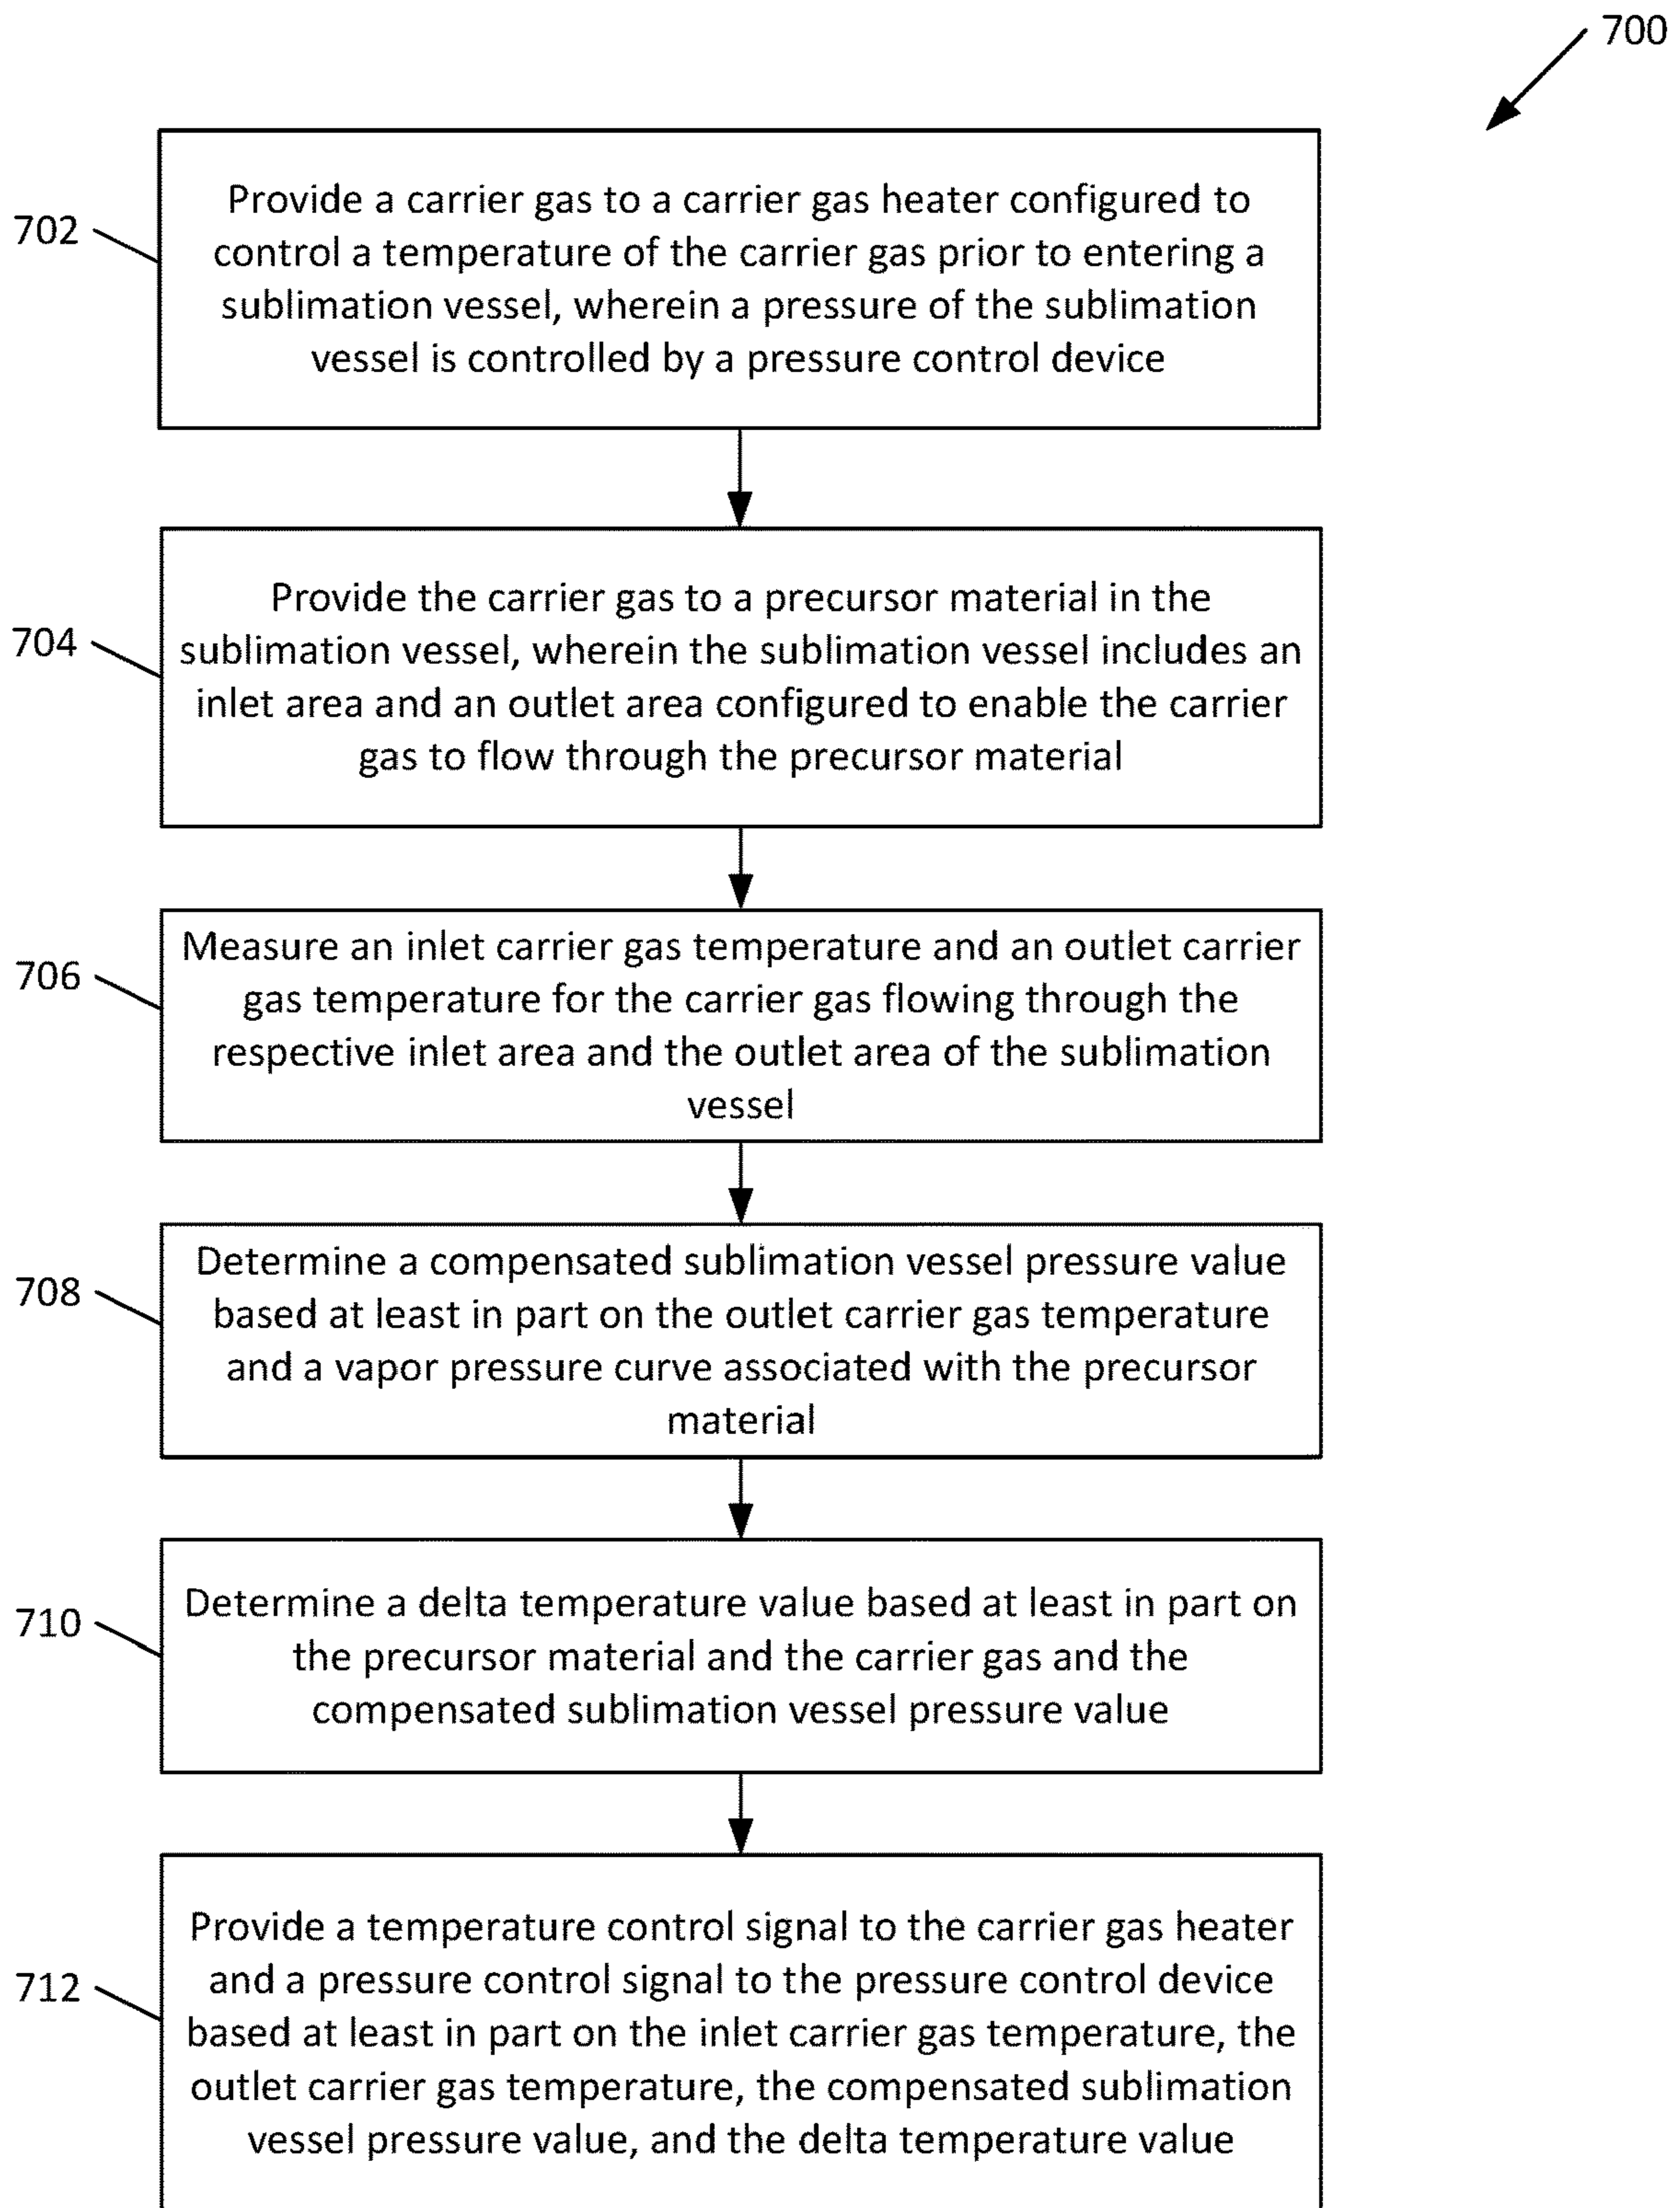 700
702
Provide a carrier gas to a carrier gas heater configured to
control a temperature of the carrier gas prior to entering a
sublimation vessel, wherein a pressure of the sublimation
vessel is controlled by a pressure control device
704
Provide the carrier gas to a precursor material in the
sublimation vessel, wherein the sublimation vessel includes an
inlet area and an outlet area configured to enable the carrier
gas to flow through the precursor material
706
Measure an inlet carrier gas temperature and an outlet carrier
gas temperature for the carrier gas flowing through the
respective inlet area and the outlet area of the sublimation
vessel
708
Determine a compensated sublimation vessel pressure value
based at least in part on the outlet carrier gas temperature
and a vapor pressure curve associated with the precursor
material
710
Determine a delta temperature value based at least in part on
the precursor material and the carrier gas and the
compensated sublimation vessel pressure value
712
Provide a temperature control signal to the carrier gas heater
and a pressure control signal to the pressure control device
based at least in part on the inlet carrier gas temperature, the
outlet carrier gas temperature, the compensated sublimation
vessel pressure value, and the delta temperature value